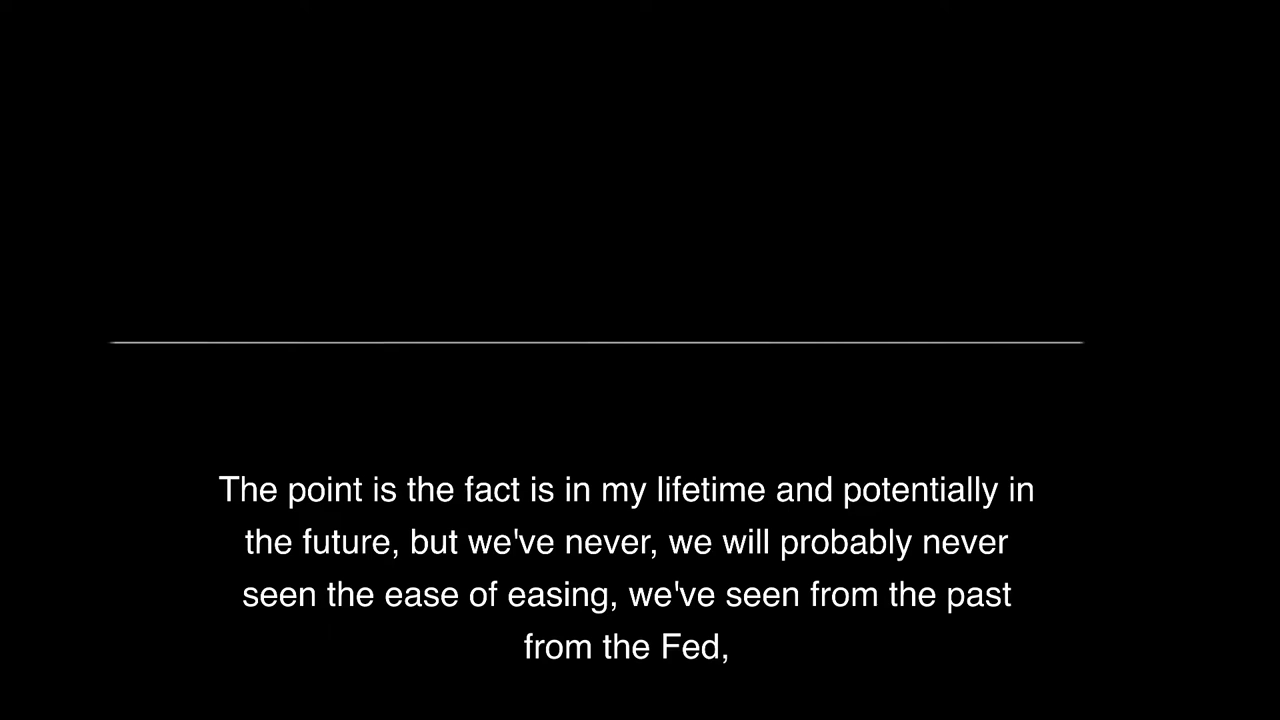 The point is the fact is in my lifetime and potentially in
the future, but we've never, we will probably never
seen the ease of easing, we've seen from the past
from the Fed,